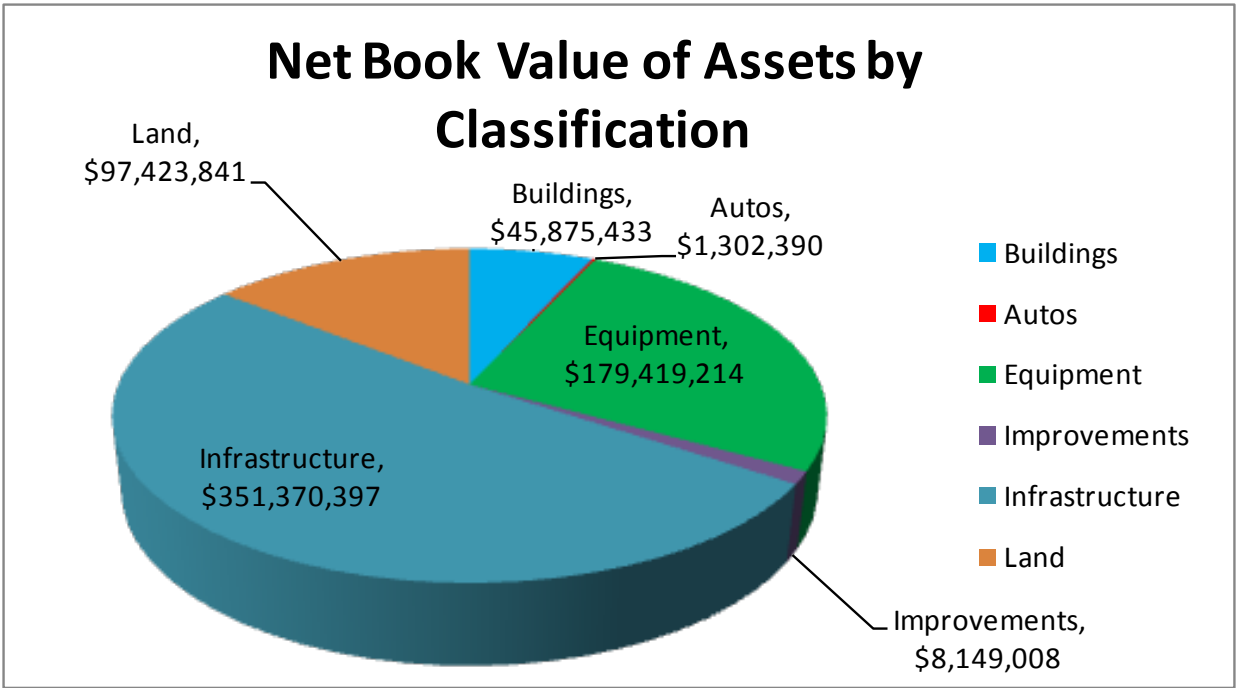 Net Book Value of Assets by
Classification
Land,
$97,423,841
Buildings,
$45,875,433
Autos,
$1,302,390
Equipment,
$179,419,214
Infrastructure,
$351,370,397
Improvements,
$8,149,008
Buildings
Autos
Equipment
Improvements
Infrastructure
Land